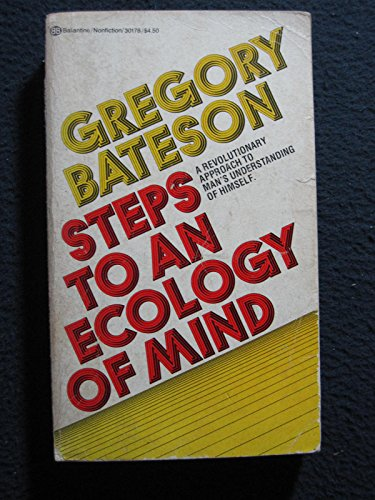 BB Ballantine/Nonfiction/30178/$4.50
GREGORY
BATESON
A REVOLUTIONARY
APPROACH TO
MAN'S UNDERSTANDING
OF HIMSELF.
STEPS
TO AN
ECOLOGY
OF MIND